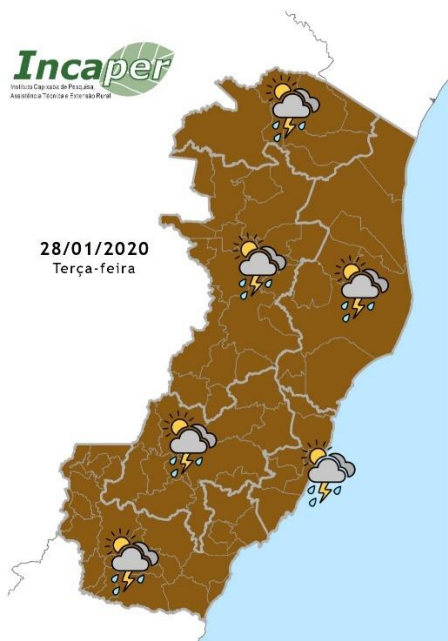 Incaper
Instituto Capixaba de Pesquisa,
Assistência Técnica e Extensão Rural
28/01/2020
Terça-feira